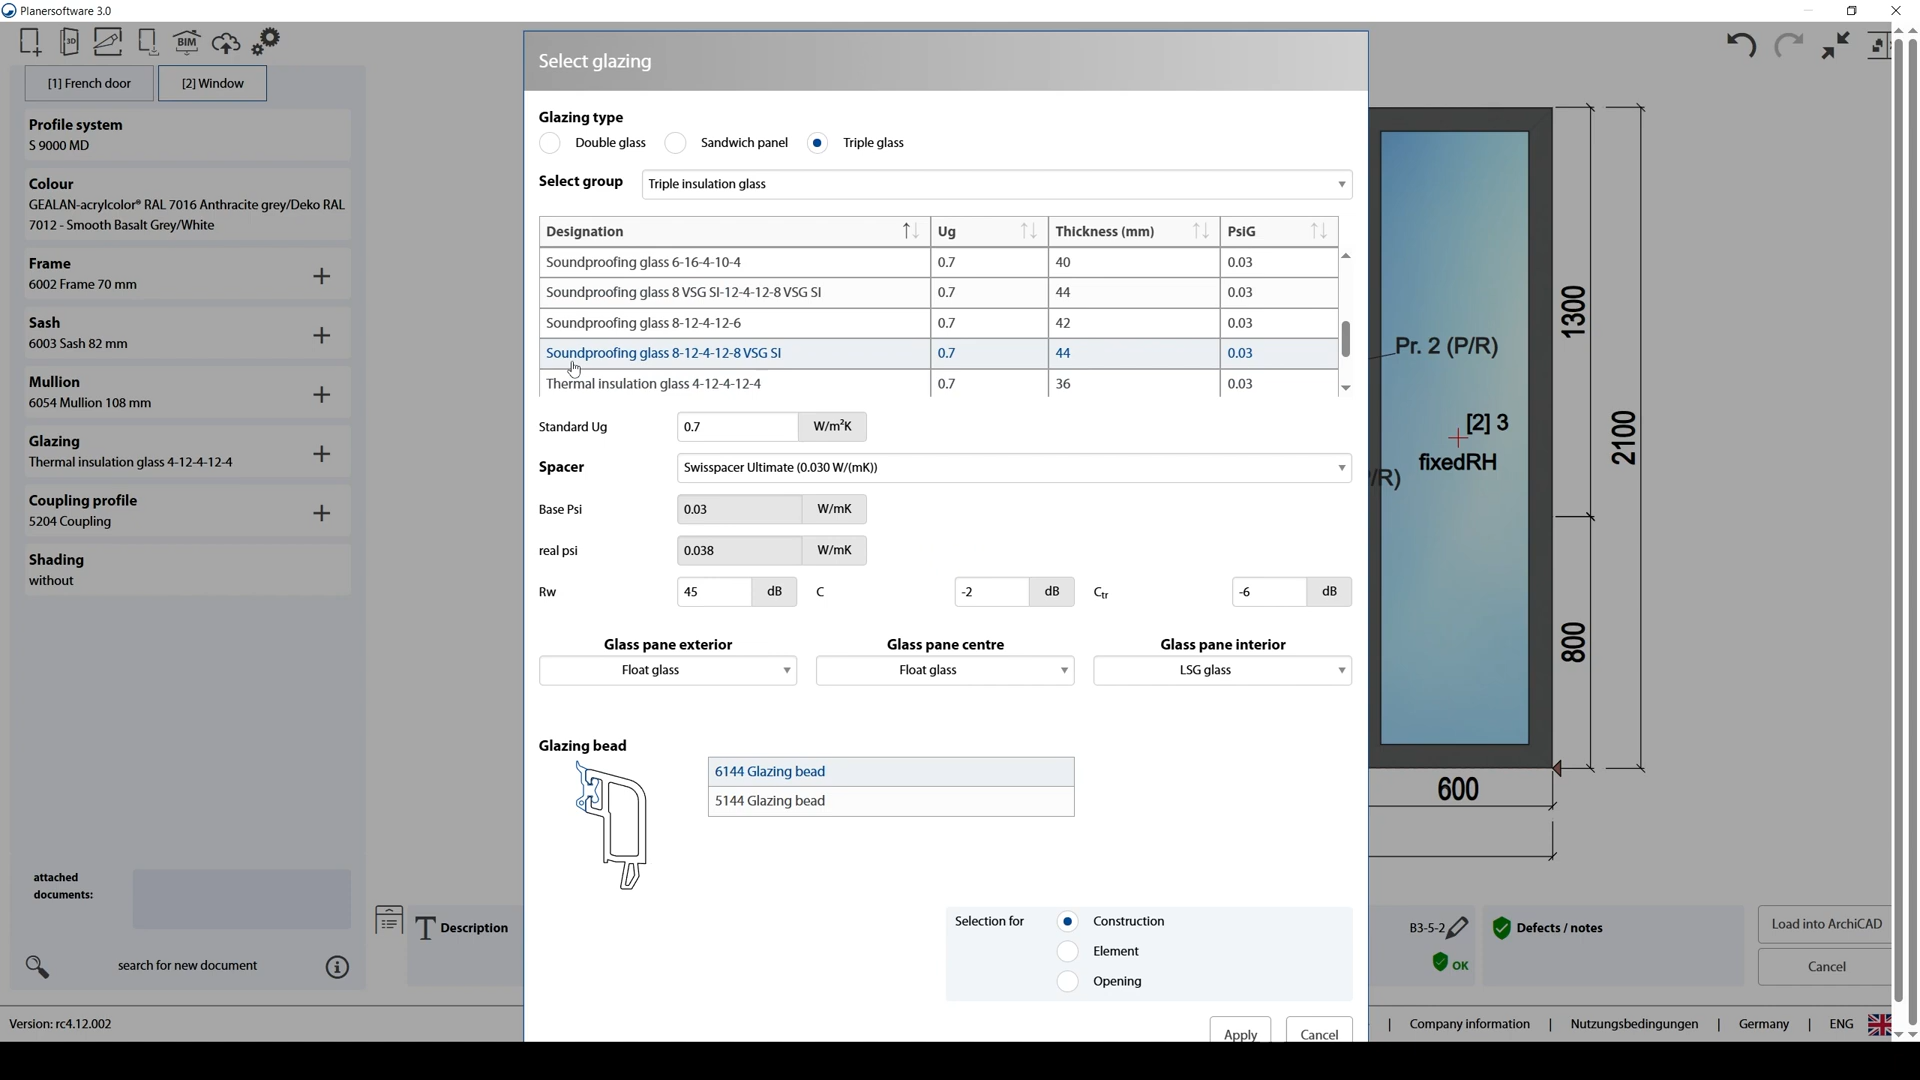 Planersoftware 3.0
3D
BIM
[1] French door
[2] Window
Profile system
S 9000 MD
Colour
GEALAN-acrylcolor® RAL 7016 Anthracite grey/Deko RAL
7012 - Smooth Basalt Grey/White
Frame
6002 Frame 70 mm
Sash
6003 Sash 82 mm
Mullion
6054 Mullion 108 mm
Glazing
Thermal insulation glass 4-12-4-12-4
Coupling profile
5204 Coupling
Shading
without
attached
documents:
search for new document
Version: rc4.12.002
T Description
Select glazing
Glazing type
Double glass
Sandwich panel
Triple glass
Select group
Triple insulation glass
Designation
Ug
Thickness (mm)
PsiG
Soundproofing glass 6-16-4-10-4
0.7
40
0.03
Soundproofing glass 8 VSG SI-12-4-12-8 VSG SI
0.7
44
0.03
Soundproofing glass 8-12-4-12-6
0.7
42
0.03
Soundproofing glass 8-12-4-12-8 VSG SI
0.7
44
0.03
Thermal insulation glass 4-12-4-12-4
0.7
36
0.03
Standard Ug
0.7
W/m²K
Spacer
Swisspacer Ultimate (0.030 W/(mK))
Base Psi
0.03
W/mK
real psi
0.038
W/mK
Rw
45
dB
C
-2
dB
Ctr
-6
dB
Glass pane exterior
Glass pane centre
Glass pane interior
Float glass
Float glass
LSG glass
Glazing bead
6144 Glazing bead
5144 Glazing bead
Selection for
Construction
Element
Opening
Apply
Cancel
Pr. 2 (P/R)
[2] 3
fixedRH
/R)
1300
2100
800
600
B3-5-2
OK
Defects / notes
Load into ArchiCAD
Cancel
Company information
Nutzungsbedingungen
Germany
ENG